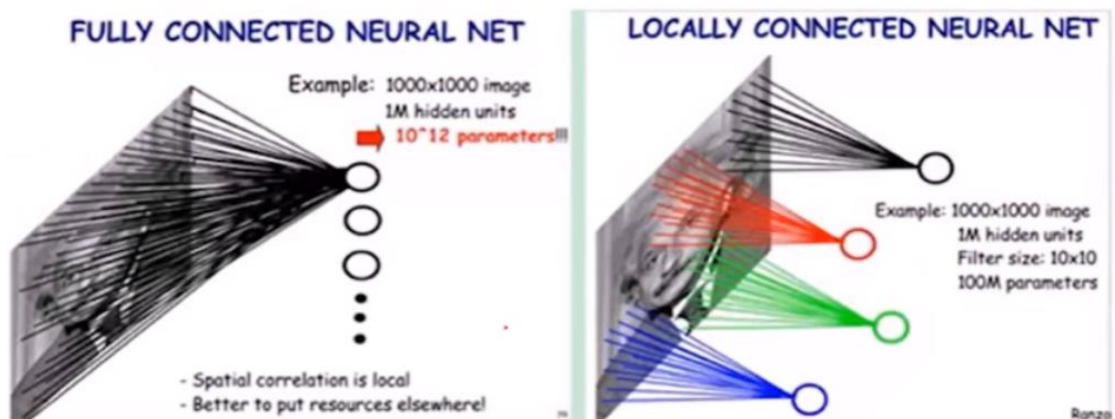 FULLY CONNECTED NEURAL NET
Example: 1000x1000 image
1M hidden units
10^12 parameters!!!
- Spatial correlation is local
- Better to put resources elsewhere!
LOCALLY CONNECTED NEURAL NET
Example: 1000x1000 image
1M hidden units
Filter size: 10x10
100M parameters
Ranzo